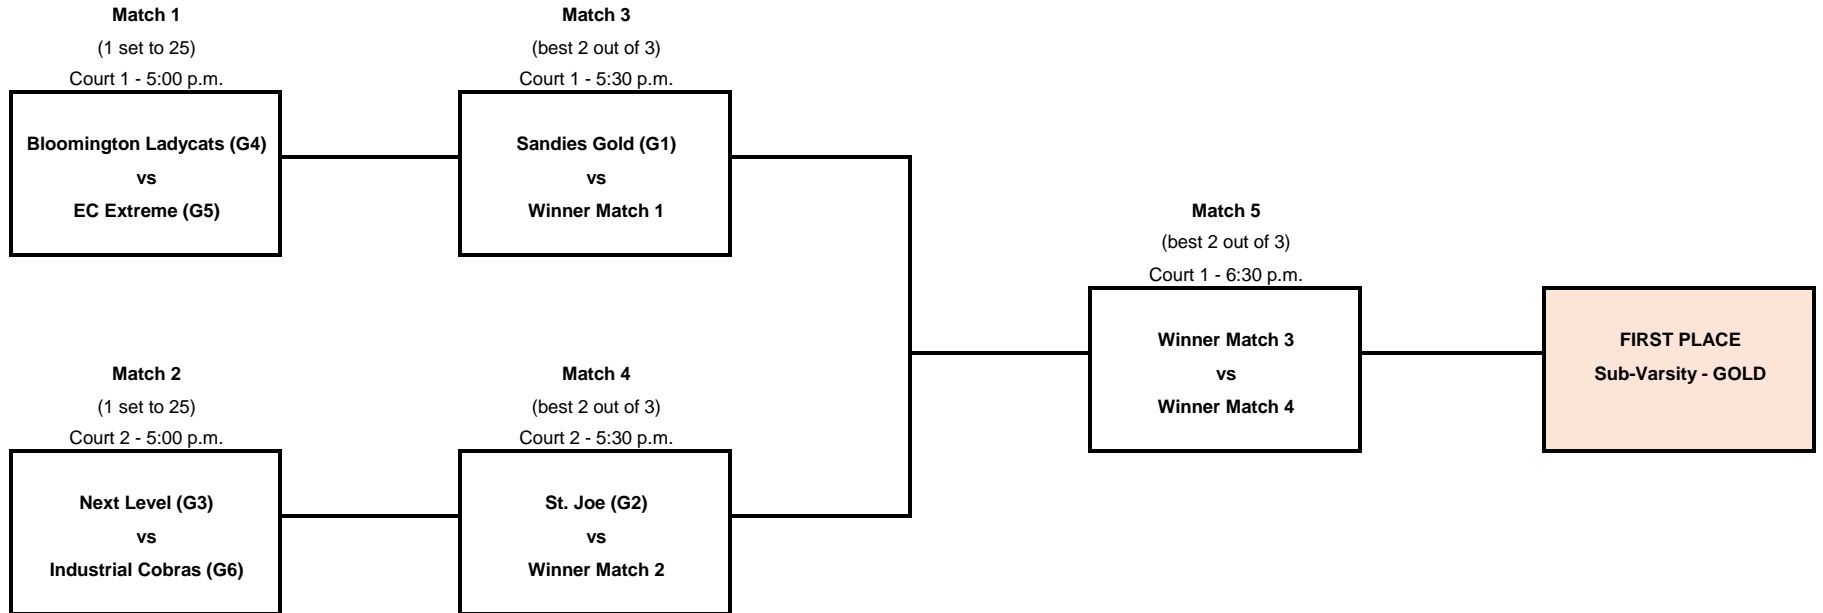 Match 1
(1 set to 25)
Court 1 - 5:00 p.m.
Bloomington Ladycats (G4)
vs
EC Extreme (G5)
Match 3
(best 2 out of 3)
Court 1 - 5:30 p.m.
Sandies Gold (G1)
vs
Winner Match 1
Match 2
(1 set to 25)
Court 2 - 5:00 p.m.
Next Level (G3)
vs
Industrial Cobras (G6)
Match 4
(best 2 out of 3)
Court 2 - 5:30 p.m.
St. Joe (G2)
vs
Winner Match 2
Match 5
(best 2 out of 3)
Court 1 - 6:30 p.m.
Winner Match 3
vs
Winner Match 4
FIRST PLACE
Sub-Varsity - GOLD